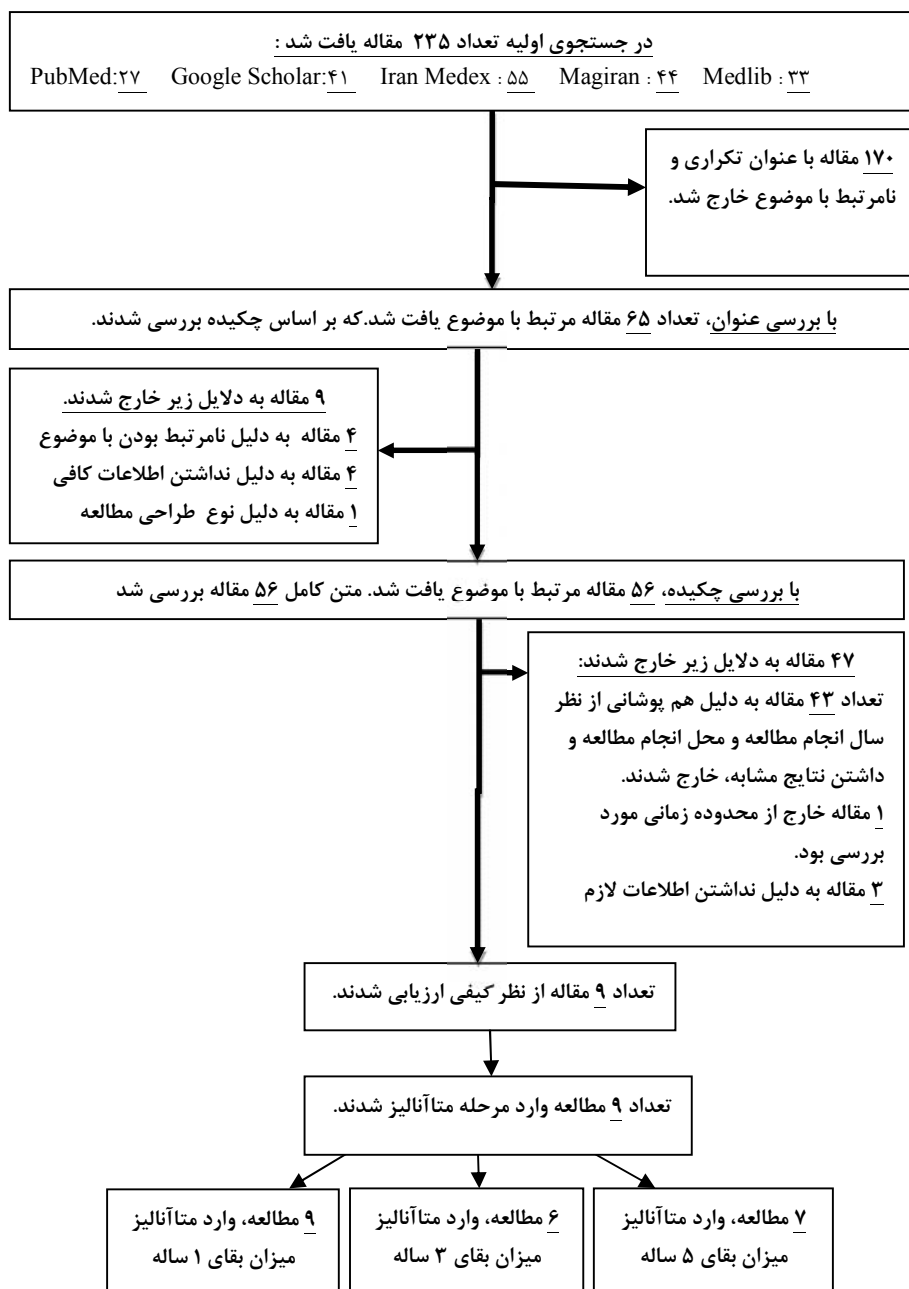 در جستجوی اولیه تعداد ۲۳۵ مقاله یافت شد :
PubMed:۲۷ Google Scholar:۴۱ Iran Medex : ۵۵ Magiran : ۴۴ Medlib : ۳۳
۱۷۰ مقاله با عنوان تکراری و
نامرتبط با موضوع خارج شد.
با بررسی عنوان، تعداد ۶۵ مقاله مرتبط با موضوع یافت شد.که بر اساس چکیده بررسی شدند.
۹ مقاله به دلایل زیر خارج شدند.
۴ مقاله به دلیل نامرتبط بودن با موضوع
۴ مقاله به دلیل نداشتن اطلاعات کافی
۱ مقاله به دلیل نوع طراحی مطالعه
با بررسی چکیده، ۵۶ مقاله مرتبط با موضوع یافت شد. متن کامل ۵۶ مقاله بررسی شد
۴۷ مقاله به دلایل زیر خارج شدند:
تعداد ۴۳ مقاله به دلیل هم پوشانی از نظر
سال انجام مطالعه و محل انجام مطالعه و
داشتن نتایج مشابه، خارج شدند.
۱ مقاله خارج از محدوده زمانی مورد
بررسی بود.
۳ مقاله به دلیل نداشتن اطلاعات لازم
تعداد ۹ مقاله از نظر کیفی ارزیابی شدند.
تعداد ۹ مطالعه وارد مرحله متاآنالیز شدند.
۷ مطالعه، وارد متاآنالیز
میزان بقای ۵ ساله
۶ مطالعه، وارد متاآنالیز
میزان بقای ۳ ساله
۹ مطالعه، وارد متاآنالیز
میزان بقای ۱ ساله